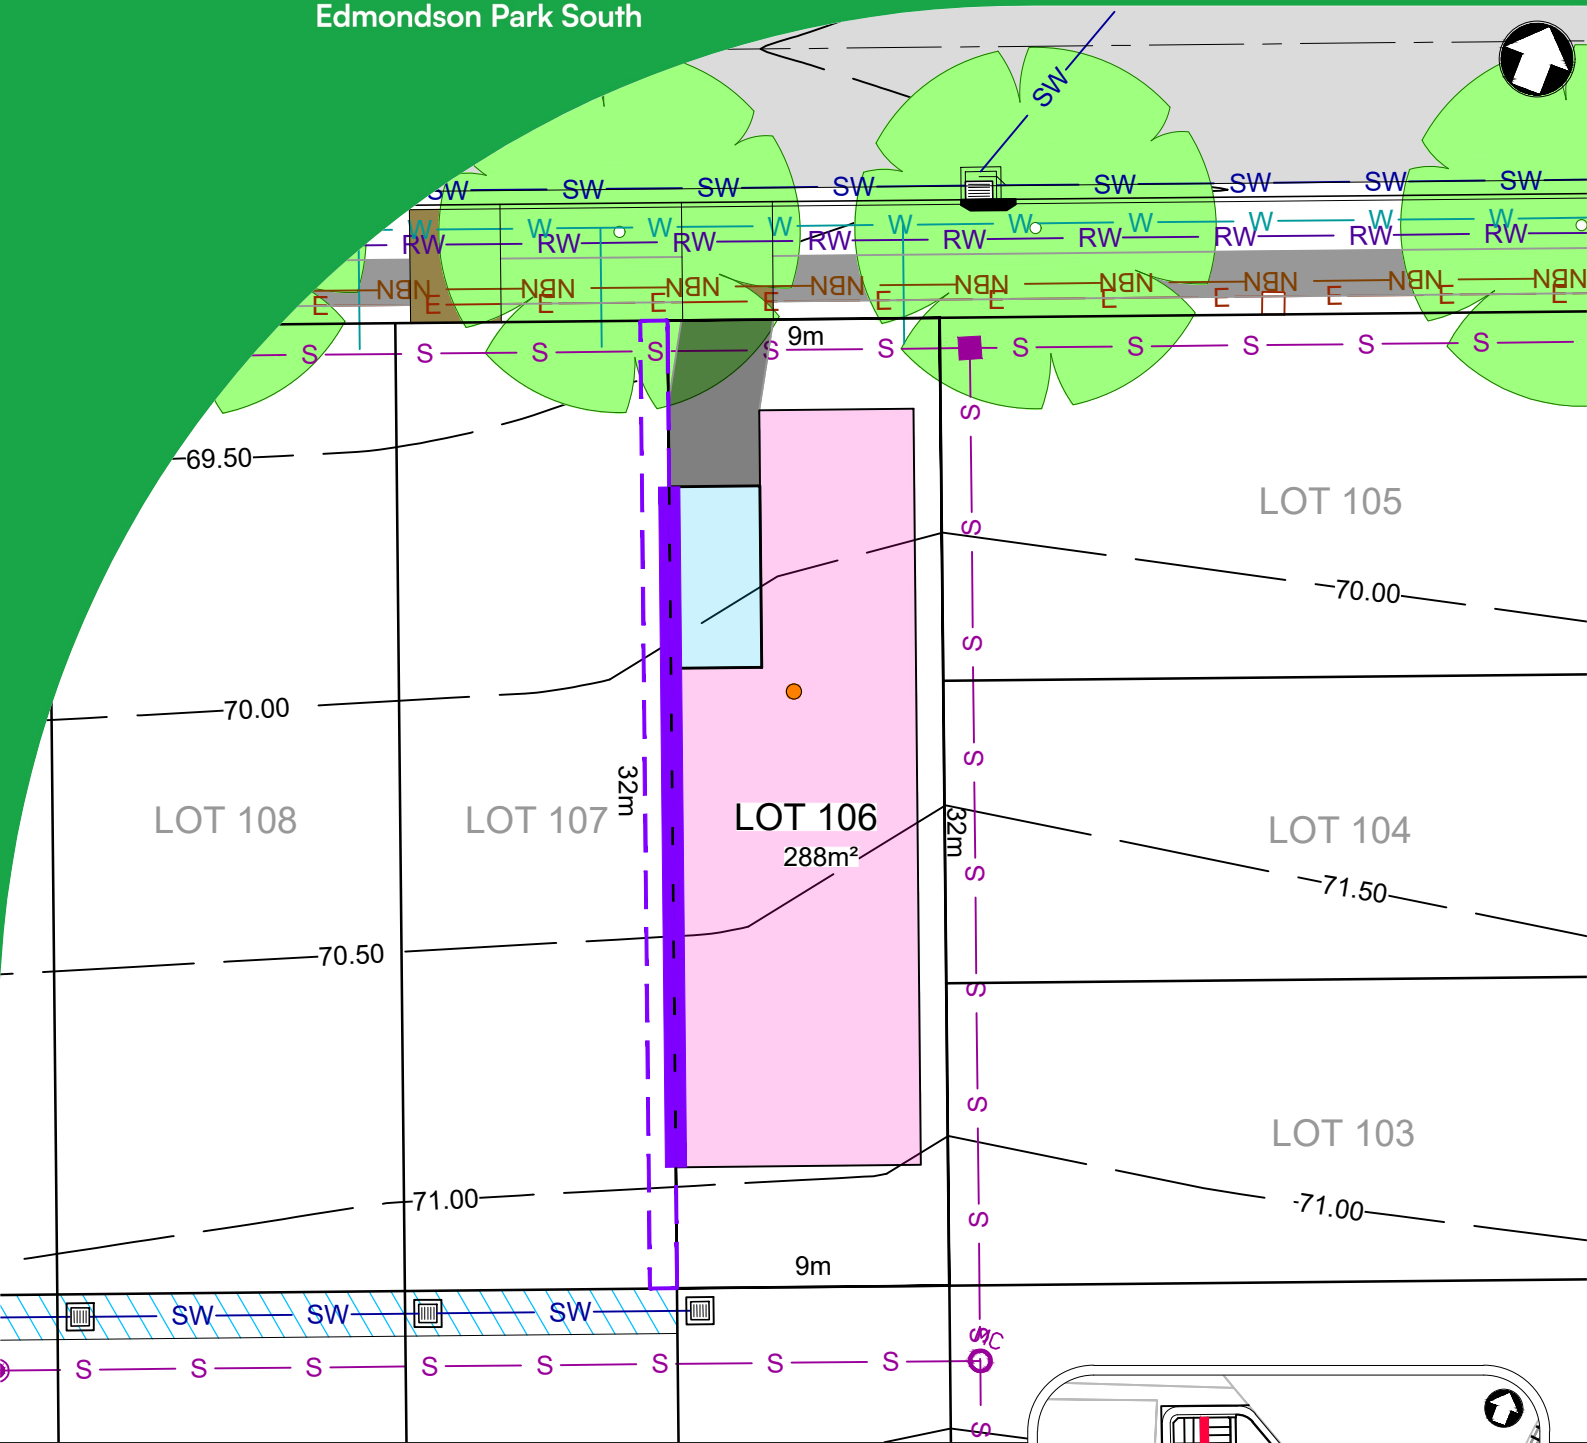 Edmondson Park South
SW
SW SW SW SW SW SW SW SW
W W W W W W W W W W
RW RW RW RW RW RW RW RW RW
NBN NBN NBN NBN NBN NBN NBN NBN NBN
E E E E E E E E E E E E
9m
S S S S S S S S S S S
S
69.50
LOT 105
S
70.00
S
70.00
S
32m
LOT 108
LOT 107
LOT 106
32m
LOT 104
288m²
S
71.50
70.50
S
S
LOT 103
71.00
-71.00
S
9m
SW SW SW
S
MC
S S S S S S S S
S